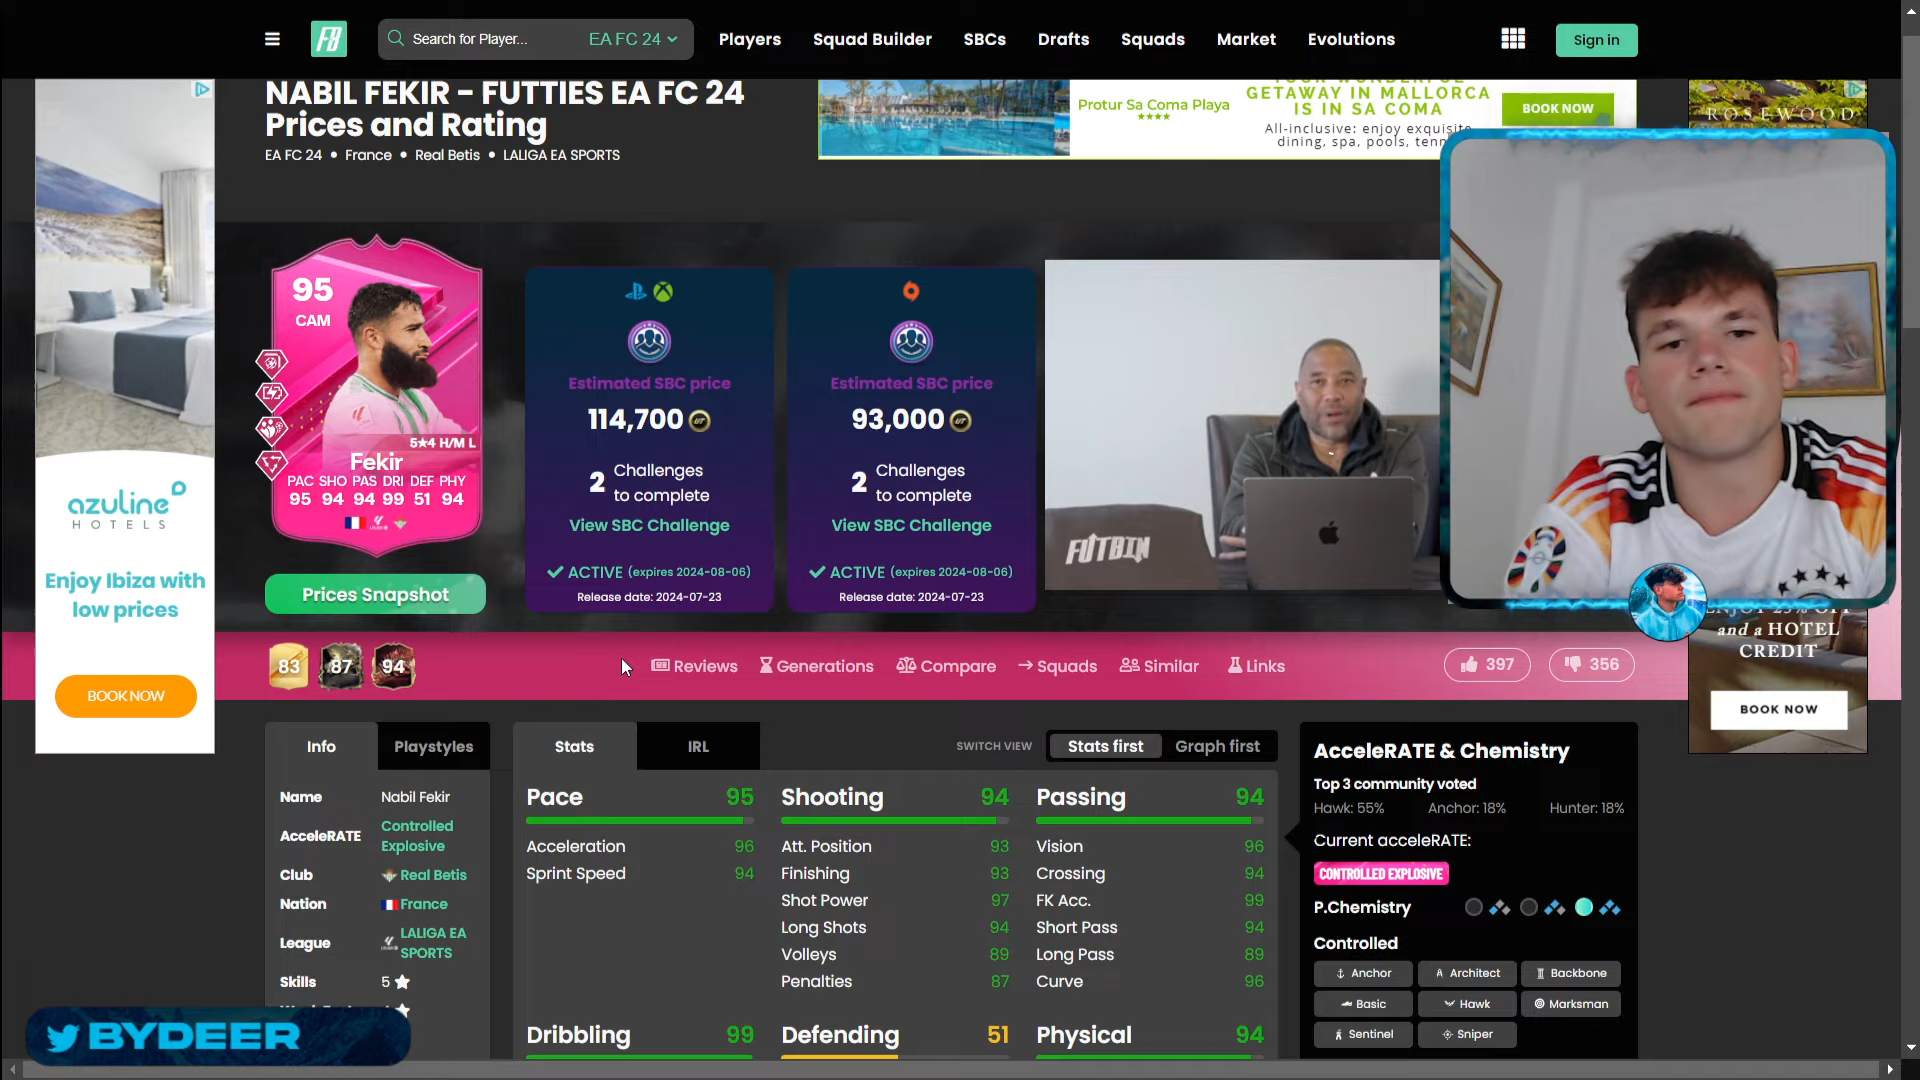 F8
Search for Player...
EA FC 24
Players
Squad Builder
SBCs
Drafts
Squads
Market
Evolutions
Sign in
NABIL FEKIR - FUTTIES EA FC 24
Prices and Rating
EA FC 24 • France • Real Betis • LALIGA EA SPORTS
Protur Sa Coma Playa
GETAWAY IN MALLORCA
IS IN SA COMA
All-inclusive: enjoy exquisite
dining, spa, pools,
BOOK NOW
ROSEWOOD
95
CAM
5★4 H/M L
Fekir
PAC SHO PAS DRI DEF PHY
95 94 94 99 51 94
Prices Snapshot
Estimated SBC price
114,700
2 Challenges
to complete
View SBC Challenge
ACTIVE (expires 2024-08-06)
Release date: 2024-07-23
Estimated SBC price
93,000
2 Challenges
to complete
View SBC Challenge
ACTIVE (expires 2024-08-06)
Release date: 2024-07-23
FUTBIN
azuline
HOTELS
Enjoy Ibiza with
low prices
BOOK NOW
and a HOTEL
CREDIT
BOOK NOW
83
87
94
Reviews
Generations
Compare
Squads
Similar
Links
397
356
Info
Playstyles
Name Nabil Fekir
AcceleRATE Controlled
Explosive
Club Real Betis
Nation France
League LALIGA EA
SPORTS
Skills 5
BYDEER
Stats
IRL
SWITCH VIEW
Stats first
Graph first
Pace 95
Acceleration 96
Sprint Speed 94
Shooting 94
Att. Position 93
Finishing 93
Shot Power 97
Long Shots 94
Volleys 89
Penalties 87
Passing 94
Vision 96
Crossing 94
FK Acc. 99
Short Pass 94
Long Pass 89
Curve 96
Dribbling 99
Defending 51
Physical 94
AcceleRATE & Chemistry
Top 3 community voted
Hawk: 55% Anchor: 18% Hunter: 18%
Current acceleRATE:
CONTROLLED EXPLOSIVE
P.Chemistry
Controlled
Anchor Architect Backbone
Basic Hawk Marksman
Sentinel Sniper